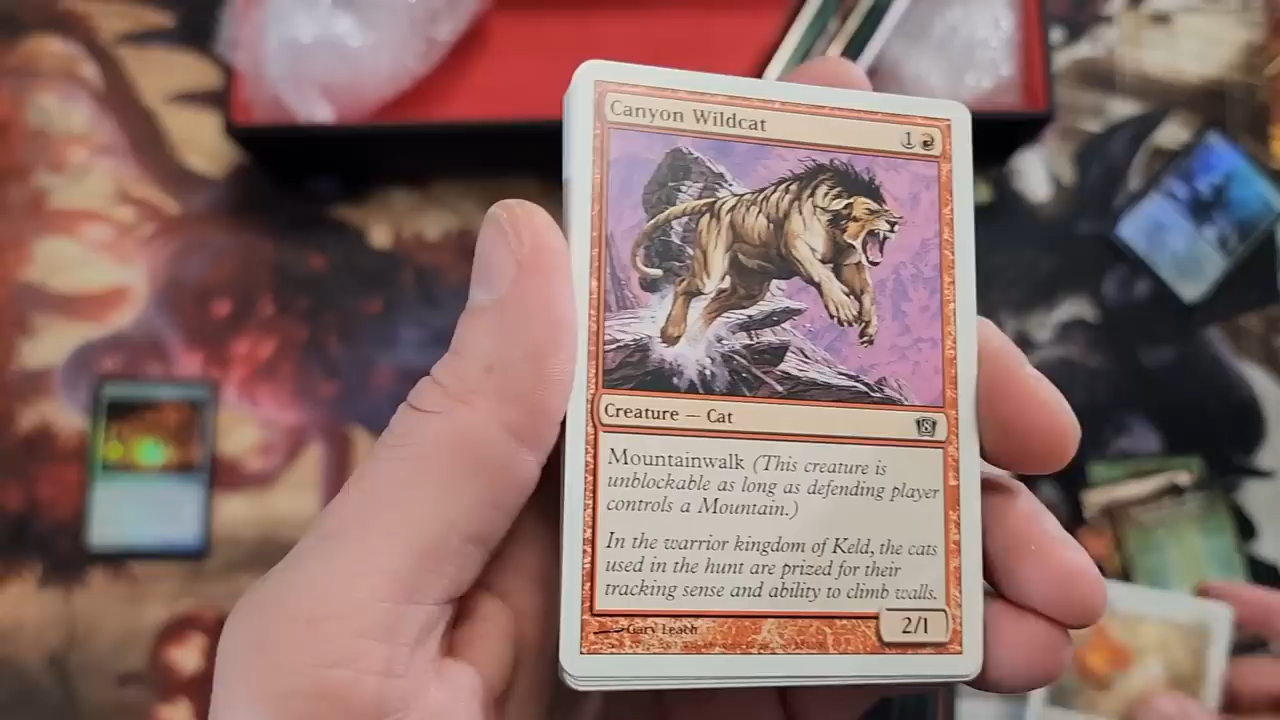 Canyon Wildcat
1
Creature — Cat
8
Mountainwalk (This creature is
unblockable as long as defending player
controls a Mountain.)
In the warrior kingdom of Keld, the cats
used in the hunt are prized for their
tracking sense and ability to climb walls.
2/1
Gary Leach